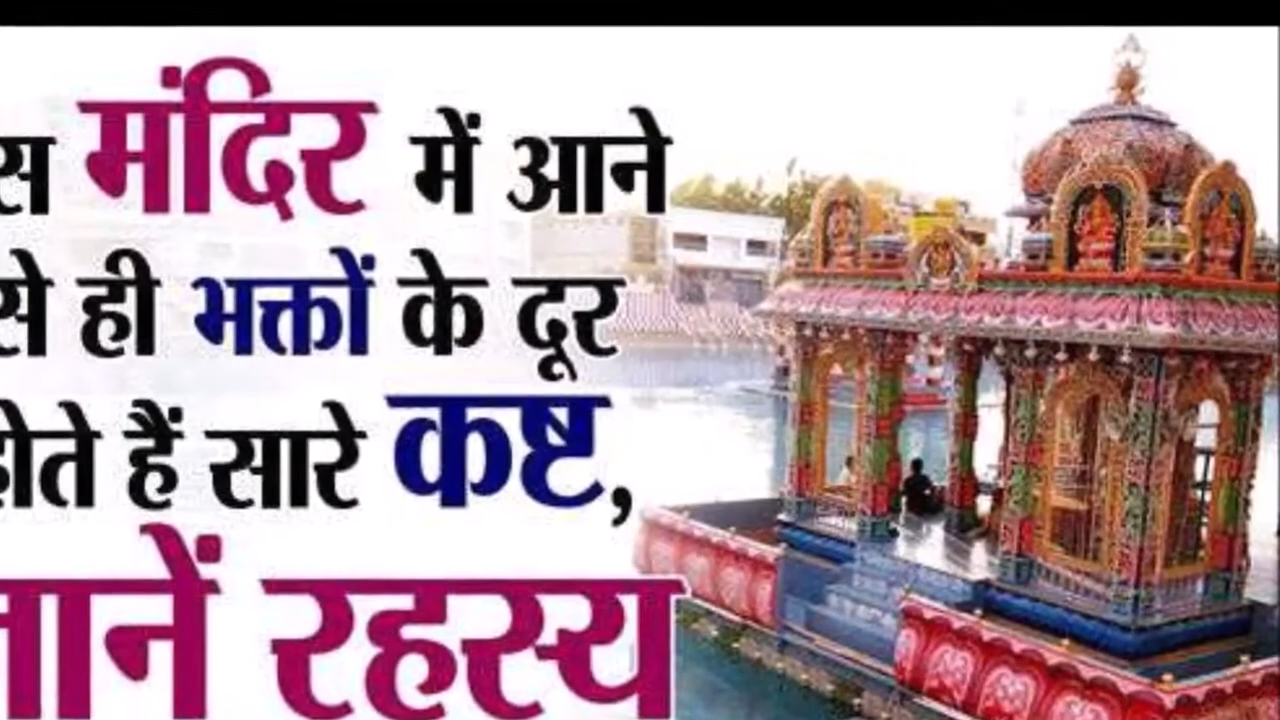 स मंदिर में आने
से ही भक्तों के दूर
होते हैं सारे कष्ट,
जानें रहस्य